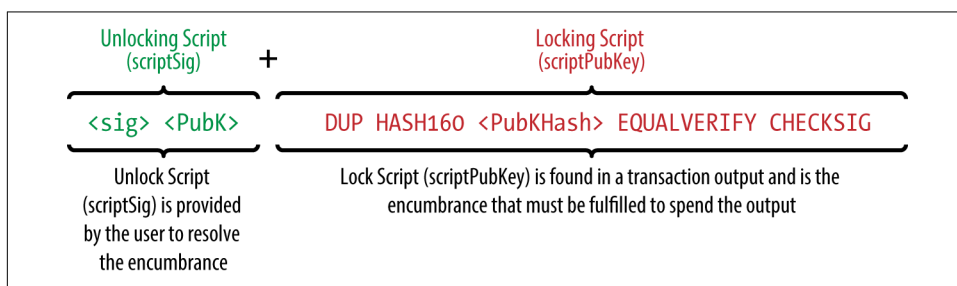 Unlocking Script
(scriptSig)
+
Locking Script
(scriptPubKey)
<sig> <PubK>
DUP HASH160 <PubKHash> EQUALVERIFY CHECKSIG
Unlock Script
(scriptSig) is provided
by the user to resolve
the encumbrance
Lock Script (scriptPubKey) is found in a transaction output and is the
encumbrance that must be fulfilled to spend the output